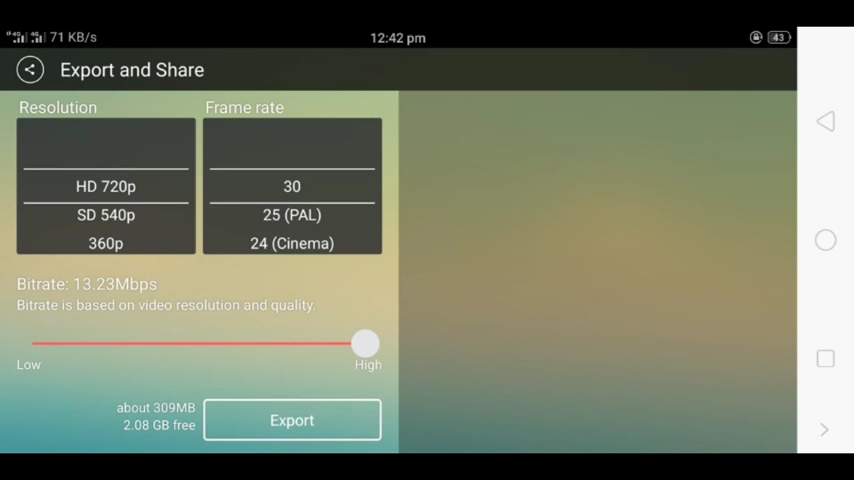 4G 4G 71 KB/s 12:42 pm 43
Export and Share
Resolution Frame rate
HD 720p 30
SD 540p 25 (PAL)
360p 24 (Cinema)
Bitrate: 13.23Mbps
Bitrate is based on video resolution and quality.
Low High
about 309MB
2.08 GB free
Export